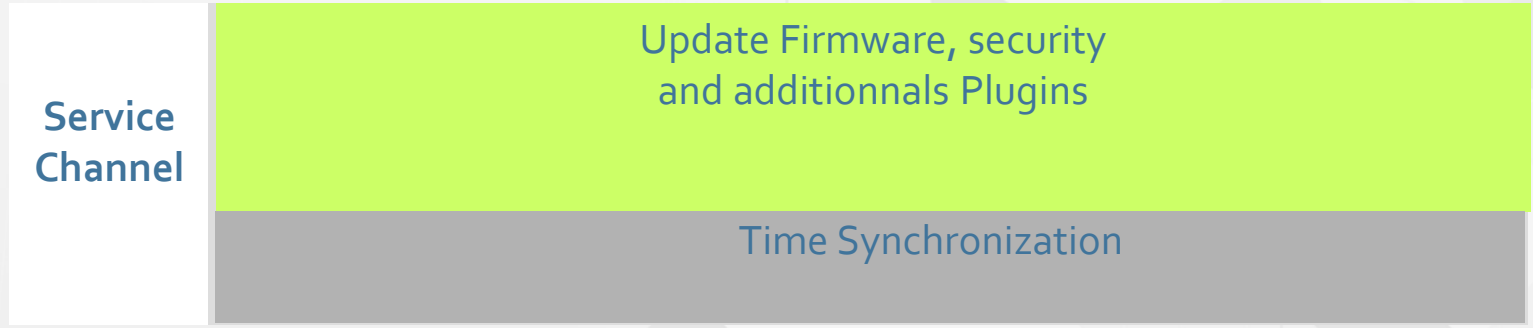 Service
Channel
Update Firmware, security
and additionnals Plugins
Time Synchronization